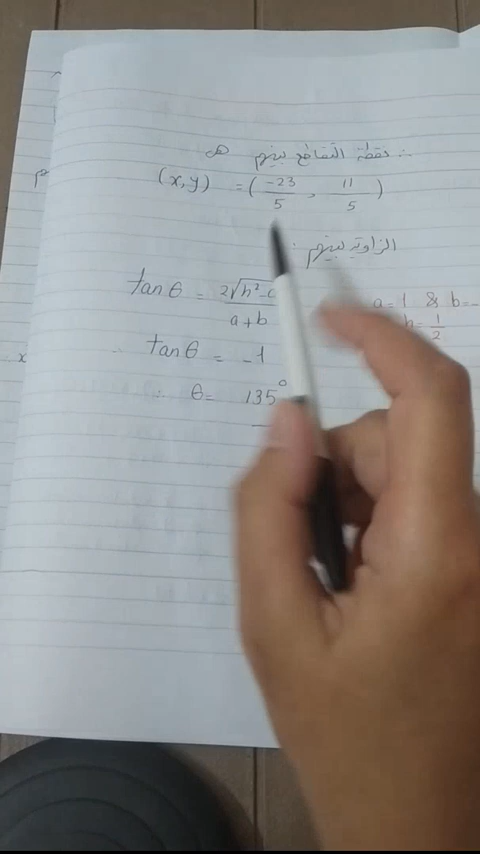 ∴ نقطة التقاطع بينهم هي
(x,y) = (-23/5 , 11/5)
الزاوية بينهم :
tan θ = 2√h²-
a+b
a=1 & b=-
h=1/2
tan θ = -1
∴ θ = 135°
x
م